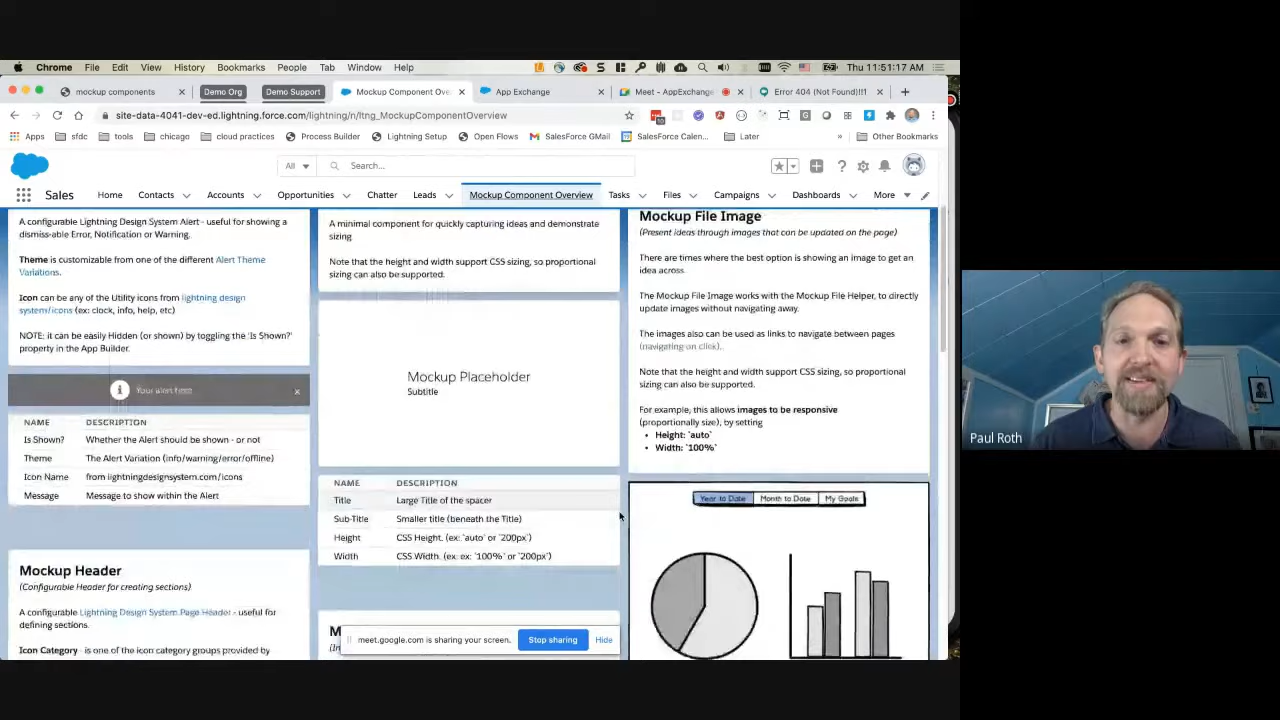 Chrome File Edit View History Bookmarks People Tab Window Help
Thu 11:51:17 AM
mockup components
Demo Org
Demo Support
Mockup Component Ove
App Exchange
Meet - AppExchange
Error 404 (Not Found)!!1
site-data-4041-dev-ed.lightning.force.com/lightning/n/ltng_MockupComponentOverview
Apps sfdc tools chicago cloud practices Process Builder Lightning Setup Open Flows SalesForce GMail SalesForce Calen... Later Other Bookmarks
All Search...
Sales Home Contacts Accounts Opportunities Chatter Leads Mockup Component Overview Tasks Files Campaigns Dashboards More
A configurable Lightning Design System Alert - useful for showing a
dismiss-able Error, Notification or Warning.
Theme is customizable from one of the different Alert Theme
Variations.
Icon can be any of the Utility icons from lightning design
system/icons (ex: clock, info, help, etc)
NOTE: it can be easily Hidden (or shown) by toggling the 'Is Shown?'
property in the App Builder.
Your alert here
NAME DESCRIPTION
Is Shown? Whether the Alert should be shown - or not
Theme The Alert Variation (info/warning/error/offline)
Icon Name from lightningdesignsystem.com/icons
Message Message to show within the Alert
Mockup Header
(Configurable Header for creating sections)
A configurable Lightning Design System Page Header - useful for
defining sections.
Icon Category - is one of the icon category groups provided by
A minimal component for quickly capturing ideas and demonstrate
sizing.
Note that the height and width support CSS sizing, so proportional
sizing can also be supported.
Mockup Placeholder
Subtitle
NAME DESCRIPTION
Title Large Title of the spacer
Sub-Title Smaller title (beneath the Title)
Height CSS Height. (ex: `auto` or `200px`)
Width CSS Width. (ex: ex: `100%` or `200px`)
Mockup File Image
(Present ideas through images that can be updated on the page)
There are times where the best option is showing an image to get an
idea across.
The Mockup File Image works with the Mockup File Helper, to directly
update images without navigating away.
The images also can be used as links to navigate between pages
(navigating on click)..
Note that the height and width support CSS sizing, so proportional
sizing can also be supported.
For example, this allows images to be responsive
(proportionally size), by setting
• Height: `auto`
• Width: `100%`
Year to Date Month to Date My Goals
meet.google.com is sharing your screen. Stop sharing Hide
Paul Roth